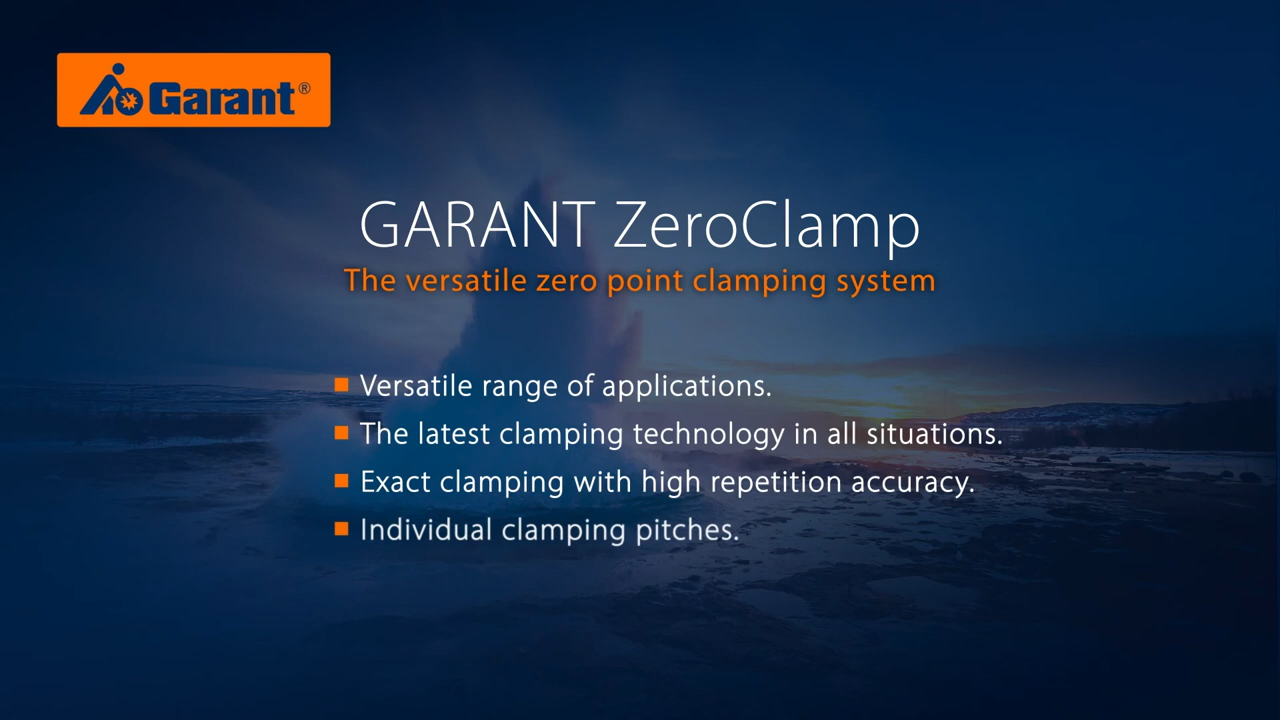 Garant®
GARANT ZeroClamp
The versatile zero point clamping system
Versatile range of applications.
The latest clamping technology in all situations.
Exact clamping with high repetition accuracy.
Individual clamping pitches.